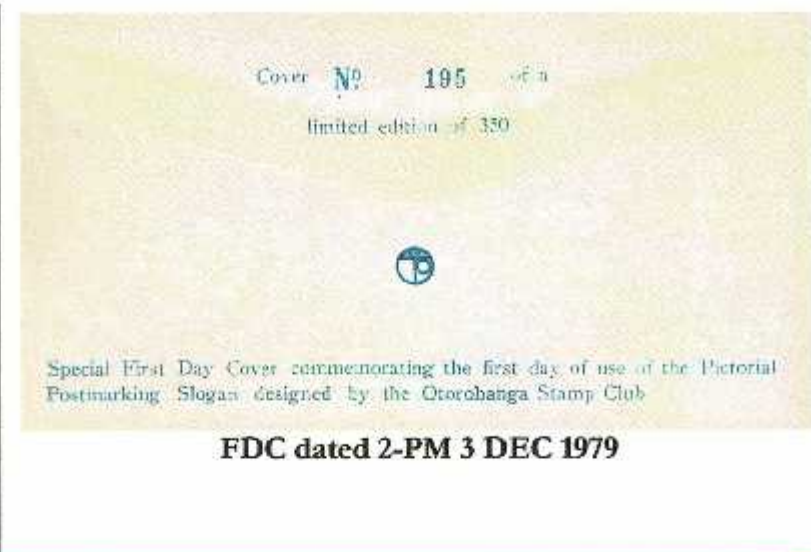 Cover Nº 195 of a
limited edition of 350
Special First Day Cover commemorating the first day of use of the Pictorial
Postmarking Slogan designed by the Otorohanga Stamp Club
FDC dated 2-PM 3 DEC 1979